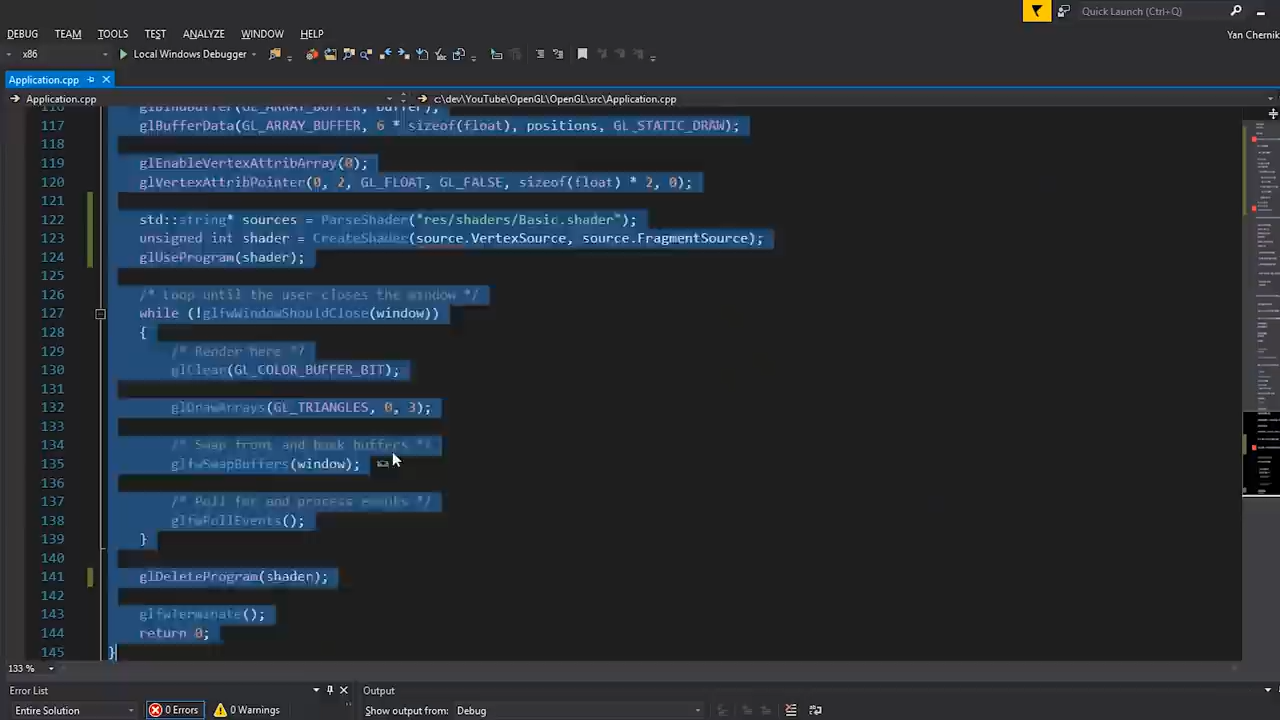 Quick Launch (Ctrl+Q)
DEBUG TEAM TOOLS TEST ANALYZE WINDOW HELP
Yan Chernik
x86 Local Windows Debugger
Application.cpp
Application.cpp c:\dev\YouTube\OpenGL\OpenGL\src\Application.cpp
116 glBindBuffer(GL_ARRAY_BUFFER, buffer);
117 glBufferData(GL_ARRAY_BUFFER, 6 * sizeof(float), positions, GL_STATIC_DRAW);
118
119 glEnableVertexAttribArray(0);
120 glVertexAttribPointer(0, 2, GL_FLOAT, GL_FALSE, sizeof(float) * 2, 0);
121
122 std::string* sources = ParseShader("res/shaders/Basic.shader");
123 unsigned int shader = CreateShader(source.VertexSource, source.FragmentSource);
124 glUseProgram(shader);
125
126 /* Loop until the user closes the window */
127 while (!glfwWindowShouldClose(window))
128 {
129 /* Render here */
130 glClear(GL_COLOR_BUFFER_BIT);
131
132 glDrawArrays(GL_TRIANGLES, 0, 3);
133
134 /* Swap front and back buffers */
135 glfwSwapBuffers(window);
136
137 /* Poll for and process events */
138 glfwPollEvents();
139 }
140
141 glDeleteProgram(shader);
142
143 glfwTerminate();
144 return 0;
145 }
133 %
Error List Output
Entire Solution 0 Errors 0 Warnings Show output from: Debug